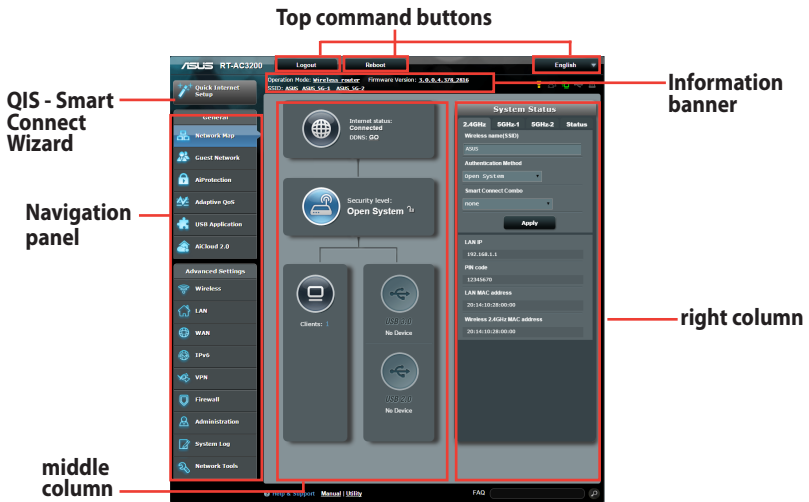 Top command buttons
ASUS RT-AC3200
Logout
Reboot
English
Operation Mode: Wireless router Firmware Version: 3.0.0.4.378_2816
SSID: ASUS ASUS_5G-1 ASUS_5G-2
Information
banner
Quick Internet
Setup
QIS - Smart
Connect
Wizard
General
Network Map
Guest Network
AiProtection
Adaptive QoS
USB Application
AiCloud 2.0
Navigation
panel
Advanced Settings
Wireless
LAN
WAN
IPv6
VPN
Firewall
Administration
System Log
Network Tools
Internet status:
Connected
DDNS: GO
Security level:
Open System
Clients:
USB 3.0
No Device
USB 2.0
No Device
middle
column
System Status
2.4GHz 5GHz-1 5GHz-2 Status
Wireless name(SSID)
ASUS
Authentication Method
Open System
Smart Connect Combo
none
Apply
LAN IP
192.168.1.1
PIN code
12345670
LAN MAC address
20:14:10:28:00:00
Wireless 2.4GHz MAC address
20:14:10:28:00:00
right column
Help & Support Manual | Utility
FAQ